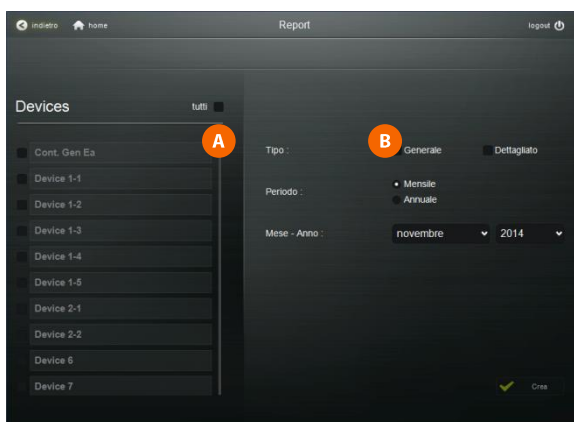 indietro home Report logout
Devices tutti
A
B
Cont. Gen Ea
Device 1-1
Device 1-2
Device 1-3
Device 1-4
Device 1-5
Device 2-1
Device 2-2
Device 6
Device 7
Tipo : Generale Dettagliato
Periodo : Mensile
Annuale
Mese - Anno : novembre 2014
Crea